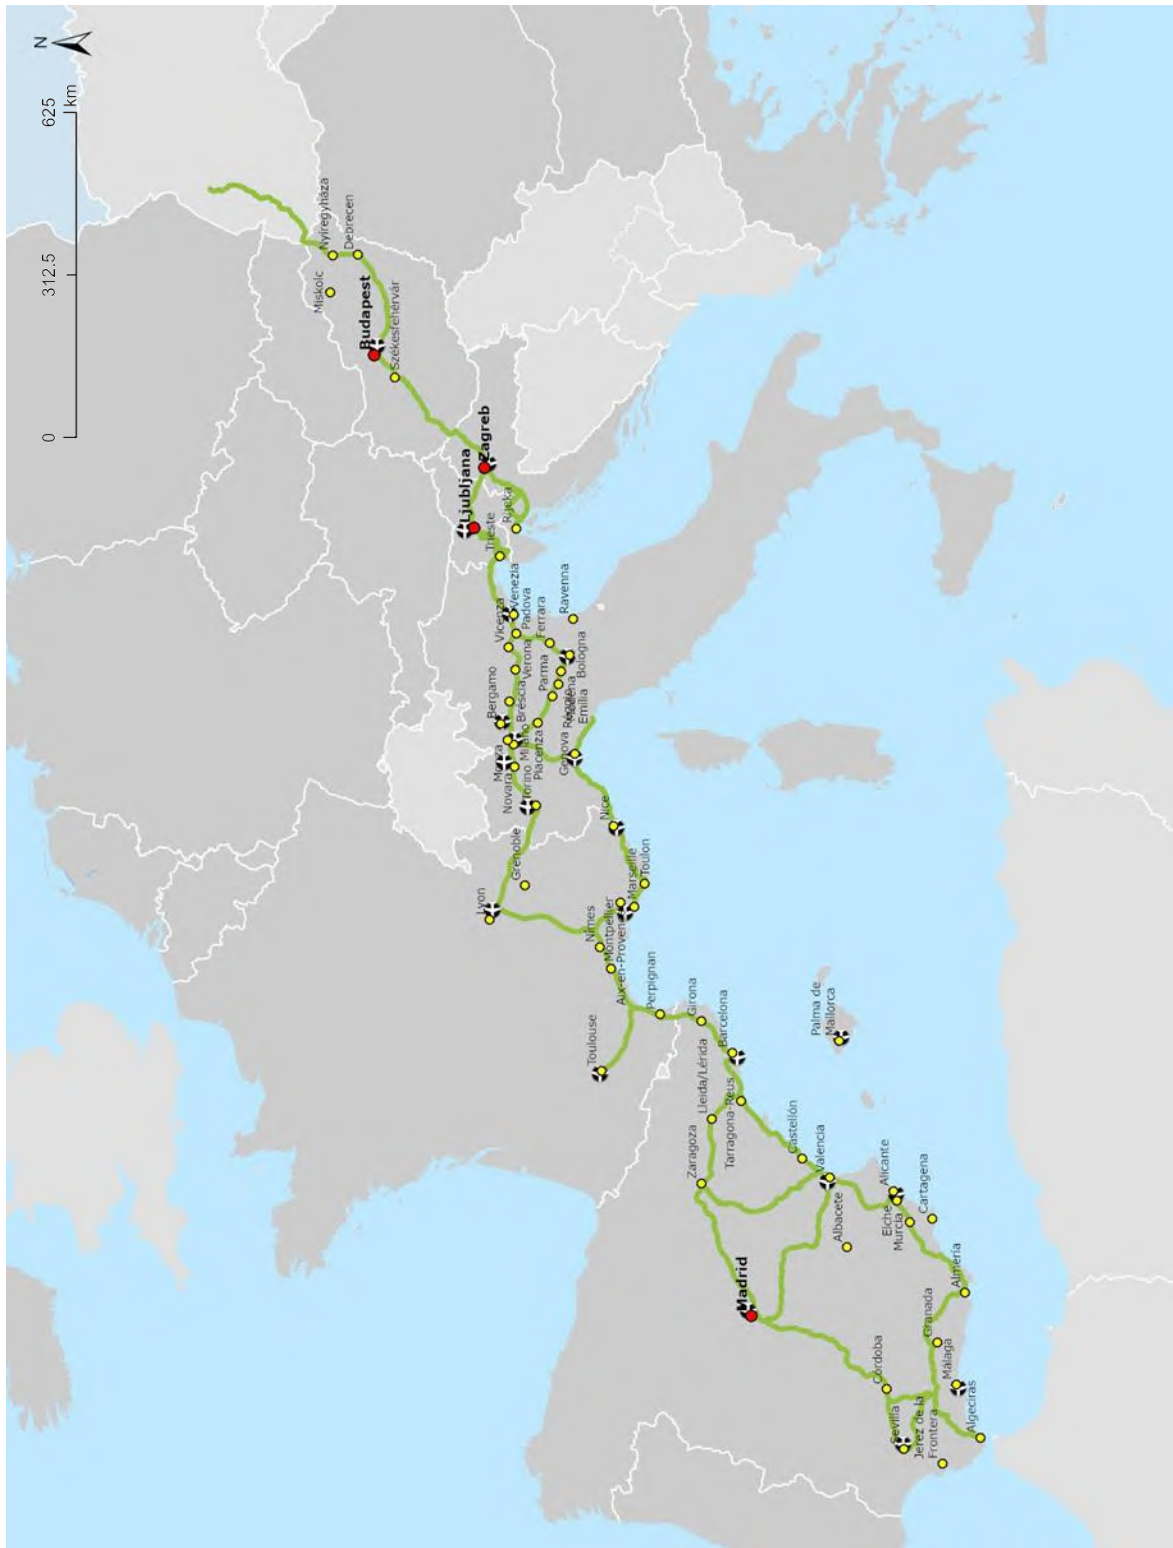 N
0 312.5 625
km
Nyíregyháza
Debrecen
Miskolc
Budapest
Székesfehérvár
Zagreb
Ljubljana
Rijeka
Trieste
Venezia
Vicenza
Padova
Ferrara
Ravenna
Bologna
Verona
Parma
Modena
Reggio
Emilia
Bergamo
Brescia
Milano
Piacenza
Monza
Novara
Torino
Genova
Nice
Grenoble
Lyon
Toulon
Marseille
Nîmes
Montpellier
Aix-en-Provence
Perpignan
Toulouse
Girona
Barcelona
Lleida/Lérida
Tarragona-Reus
Palma de
Mallorca
Zaragoza
Castellón
Valencia
Alicante
Cartagena
Albacete
Elche
Murcia
Madrid
Almería
Granada
Córdoba
Málaga
Sevilla
Jerez de la
Frontera
Algeciras